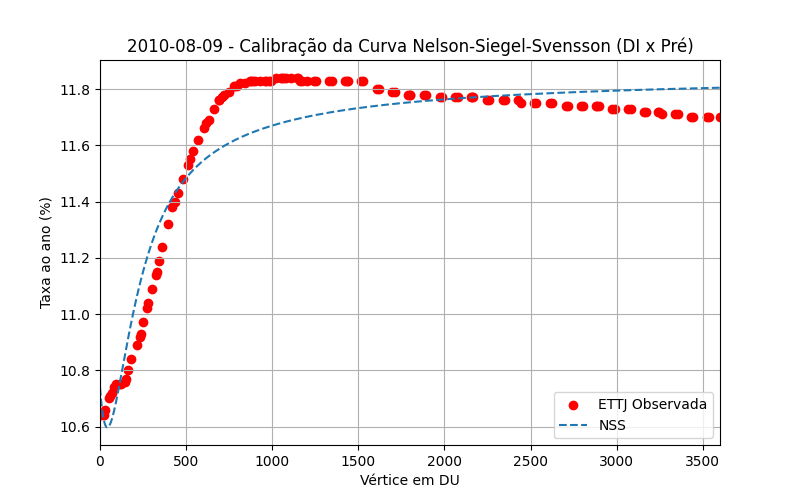 2010-08-09 - Calibração da Curva Nelson-Siegel-Svensson (DI x Pré)
Taxa ao ano (%)
11.8
11.6
11.4
11.2
11.0
10.8
10.6
ETTJ Observada
NSS
0 500 1000 1500 2000 2500 3000 3500
Vértice em DU